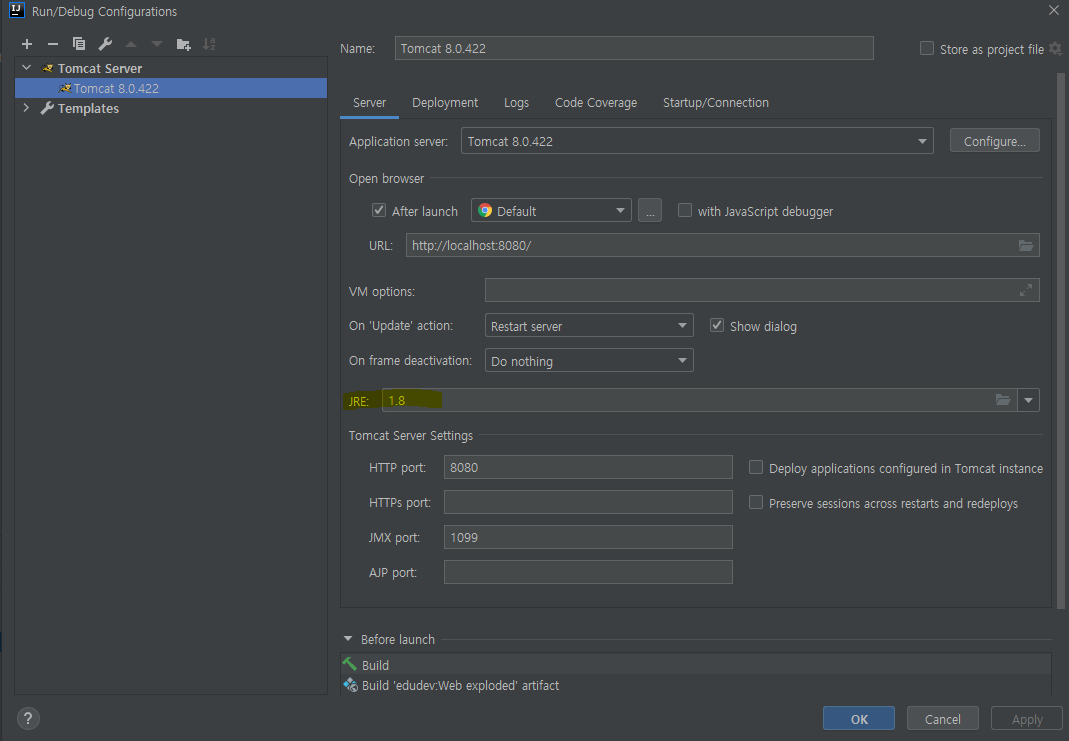 Run/Debug Configurations
Name: Tomcat 8.0.422 Store as project file
Tomcat Server
Tomcat 8.0.422
Templates
Server Deployment Logs Code Coverage Startup/Connection
Application server: Tomcat 8.0.422 Configure...
Open browser
After launch Default ... with JavaScript debugger
URL: http://localhost:8080/
VM options:
On 'Update' action: Restart server Show dialog
On frame deactivation: Do nothing
JRE: 1.8
Tomcat Server Settings
HTTP port: 8080 Deploy applications configured in Tomcat instance
HTTPs port: Preserve sessions across restarts and redeploys
JMX port: 1099
AJP port:
Before launch
Build
Build 'edudev:Web exploded' artifact
? OK Cancel Apply